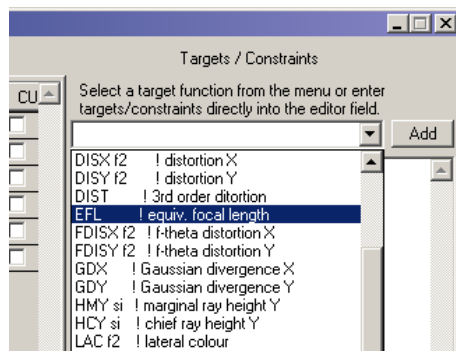 Targets / Constraints
CU
Select a target function from the menu or enter
targets/constraints directly into the editor field.
Add
DISX f2 ! distortion X
DISY f2 ! distortion Y
DIST ! 3rd order ditortion
EFL ! equiv. focal length
FDISX f2 ! f-theta distortion X
FDISY f2 ! f-theta distortion Y
GDX ! Gaussian divergence X
GDY ! Gaussian divergence Y
HMY si ! marginal ray height Y
HCY si ! chief ray height Y
LAC f2 ! lateral colour